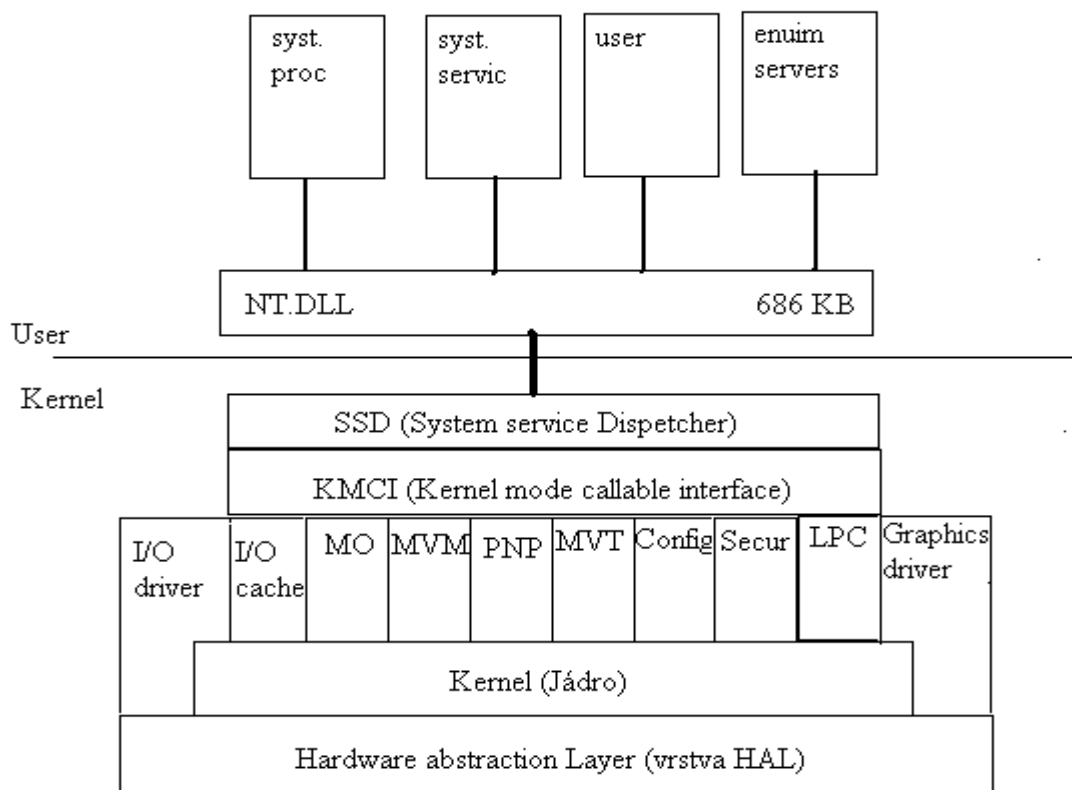 syst.
proc
syst.
servic
user
enuim
servers
NT.DLL 686 KB
User
Kernel
SSD (System service Dispetcher)
KMCI (Kernel mode callable interface)
I/O
driver
I/O
cache
MO
MVM
PNP
MVT
Config
Secur
LPC
Graphics
driver
Kernel (Jádro)
Hardware abstraction Layer (vrstva HAL)